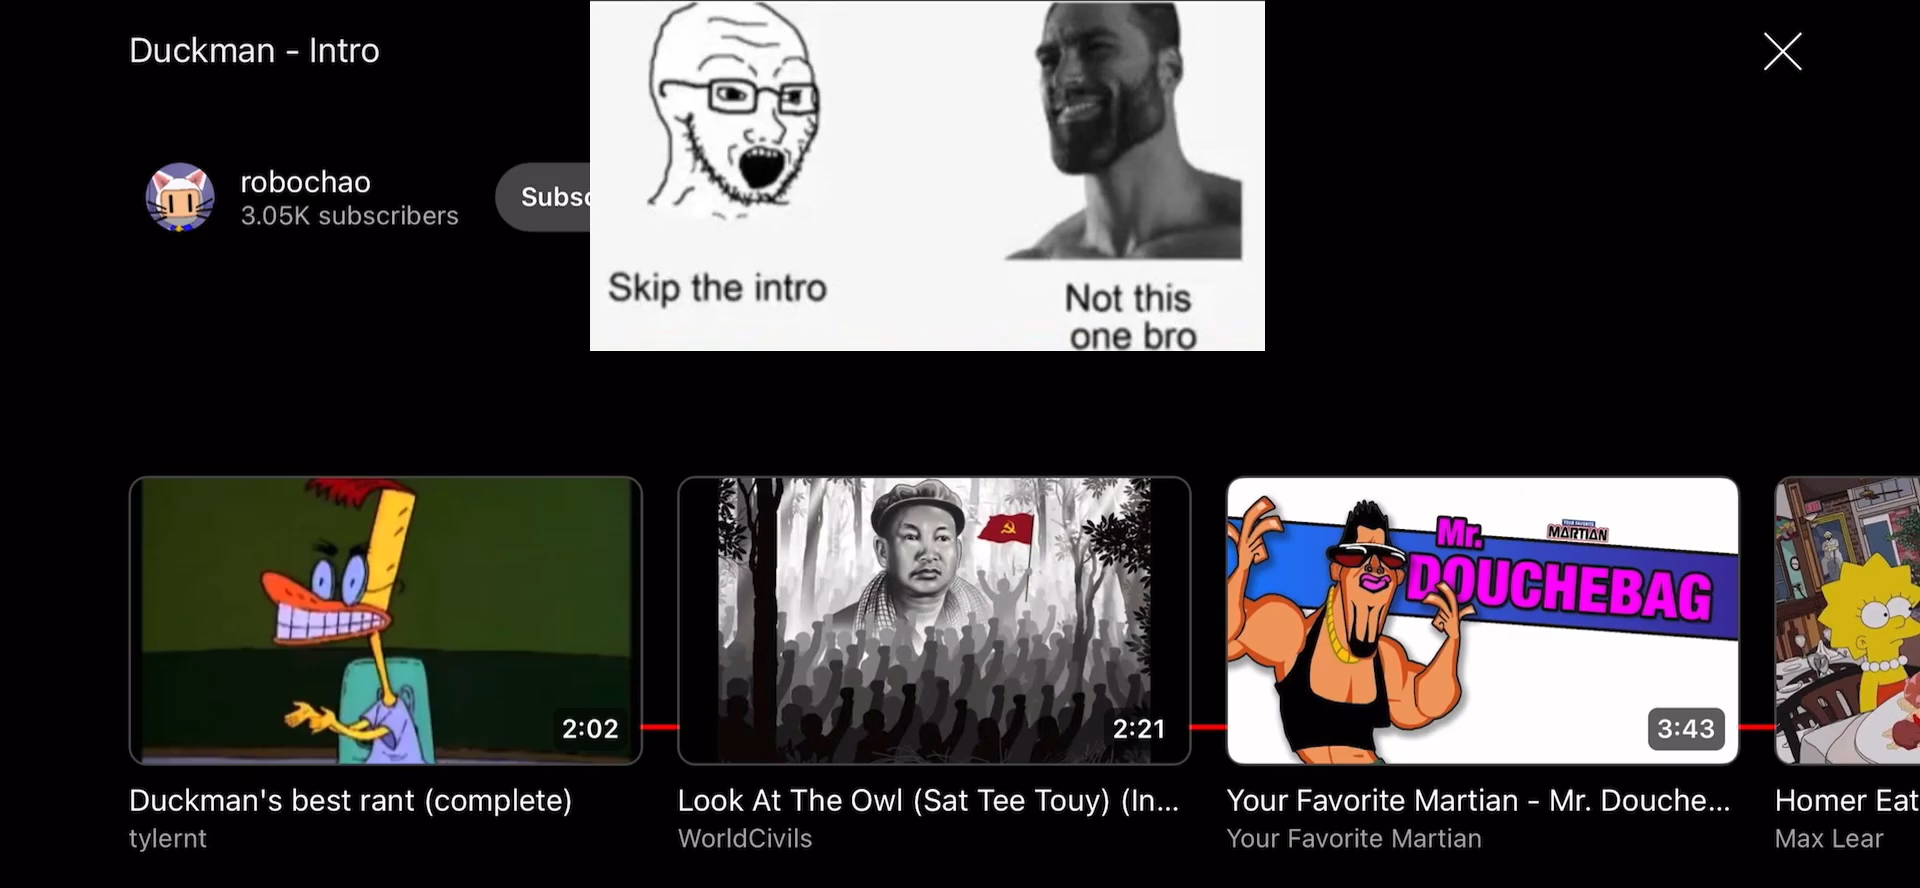 Duckman - Intro
robochao
3.05K subscribers
Skip the intro
Not this
one bro
Mr.
DOUCHEBAG
YOUR FAVORITE
MARTIAN
2:02
2:21
3:43
Duckman's best rant (complete)
Look At The Owl (Sat Tee Touy) (In...
Your Favorite Martian - Mr. Douche...
Homer Eat
tylernt
WorldCivils
Your Favorite Martian
Max Lear